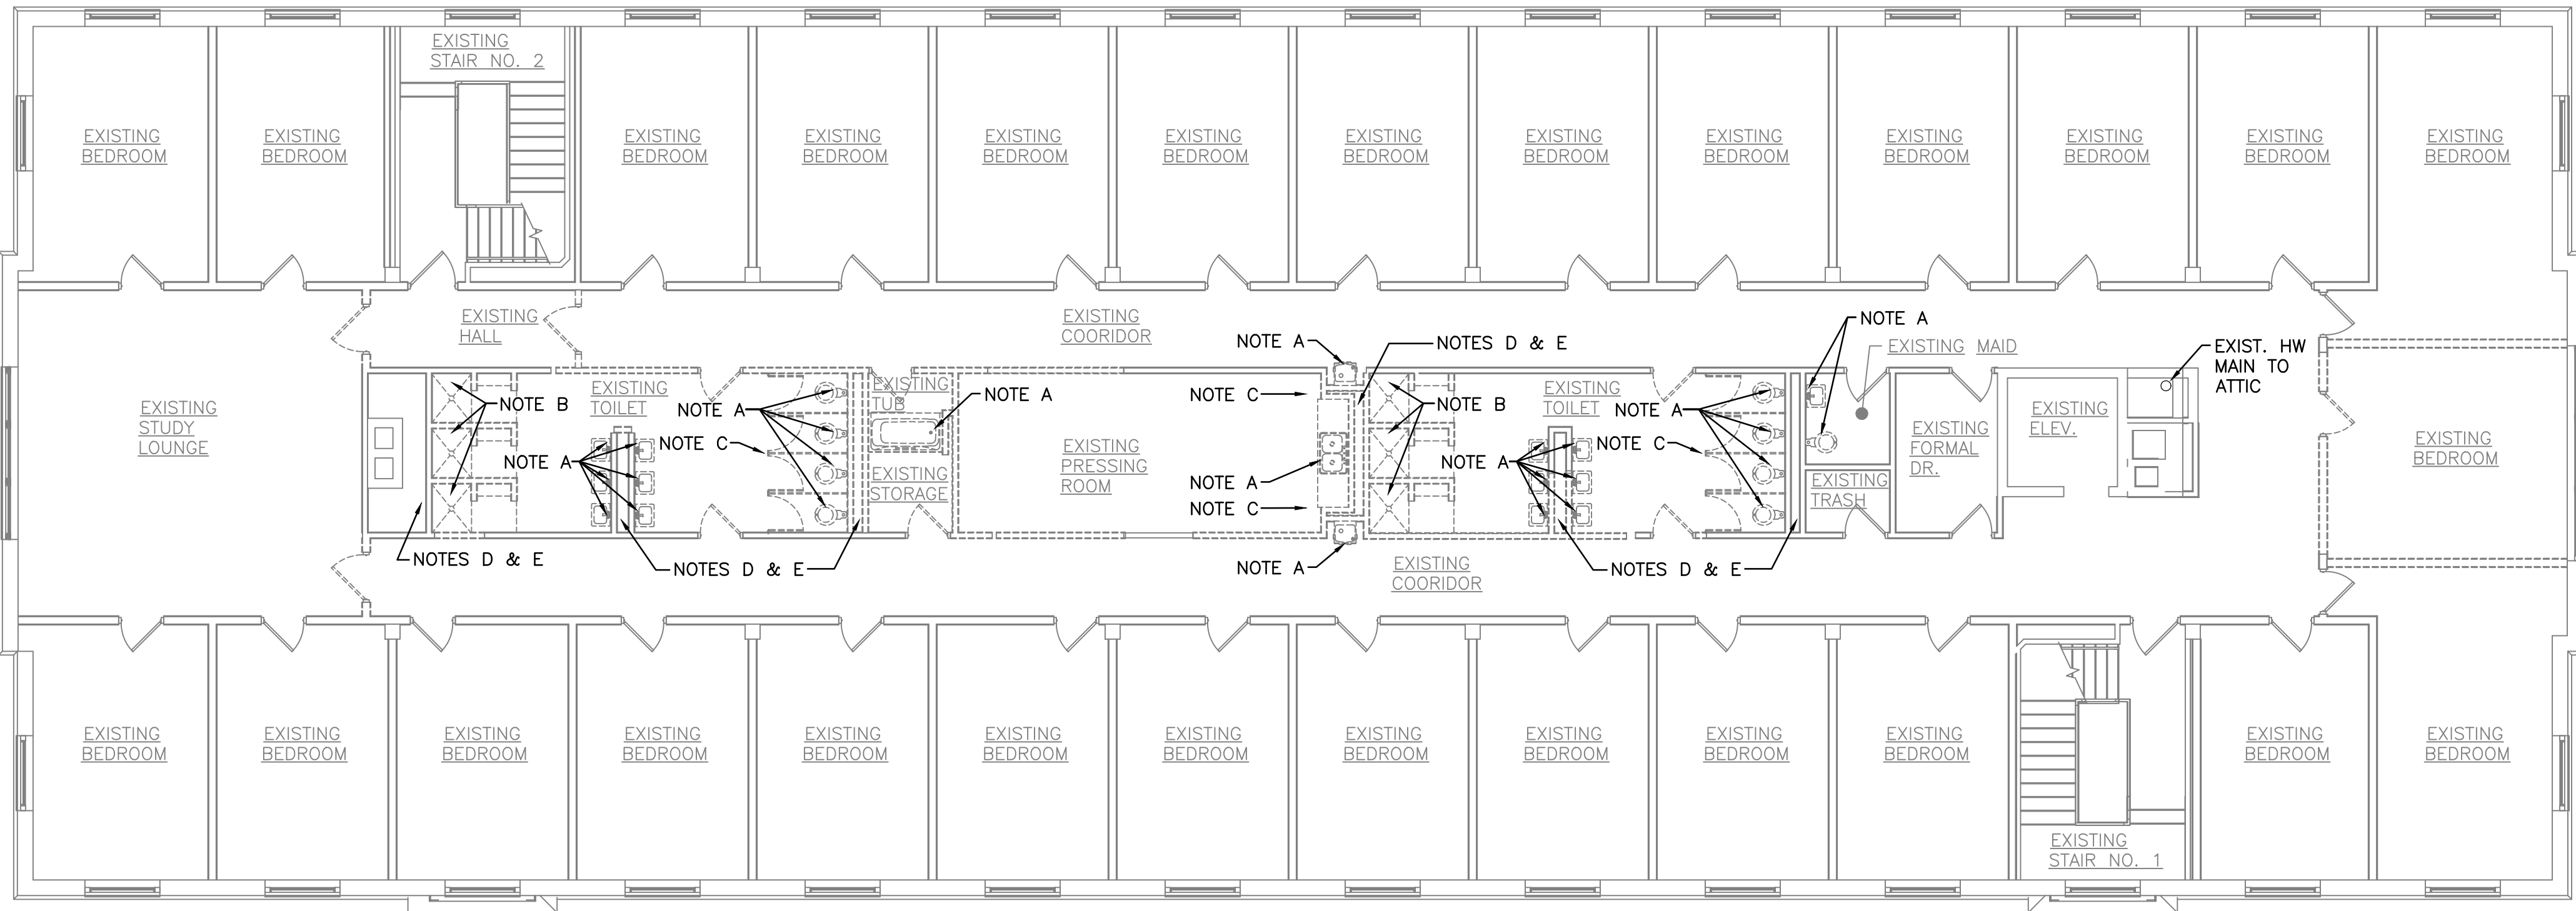 EXISTING
STAIR NO. 2
EXISTING
BEDROOM
EXISTING
BEDROOM
EXISTING
BEDROOM
EXISTING
BEDROOM
EXISTING
BEDROOM
EXISTING
BEDROOM
EXISTING
BEDROOM
EXISTING
BEDROOM
EXISTING
BEDROOM
EXISTING
BEDROOM
EXISTING
BEDROOM
EXISTING
BEDROOM
EXISTING
BEDROOM
EXISTING
HALL
EXISTING
COORIDOR
NOTE A
NOTES D & E
NOTE A
EXISTING MAID
EXIST. HW
MAIN TO
ATTIC
EXISTING
STUDY
LOUNGE
NOTE B
EXISTING
TOILET
NOTE A
NOTE C
NOTE A
EXISTING
TUB
NOTE A
EXISTING
STORAGE
EXISTING
PRESSING
ROOM
NOTE C
NOTE A
NOTE C
NOTE B
EXISTING
TOILET
NOTE A
NOTE C
NOTE A
EXISTING
TRASH
EXISTING
FORMAL
DR.
EXISTING
ELEV.
EXISTING
BEDROOM
NOTES D & E
NOTES D & E
NOTE A
EXISTING
COORIDOR
NOTES D & E
EXISTING
BEDROOM
EXISTING
BEDROOM
EXISTING
BEDROOM
EXISTING
BEDROOM
EXISTING
BEDROOM
EXISTING
BEDROOM
EXISTING
BEDROOM
EXISTING
BEDROOM
EXISTING
BEDROOM
EXISTING
BEDROOM
EXISTING
BEDROOM
EXISTING
BEDROOM
EXISTING
BEDROOM
EXISTING
STAIR NO. 1